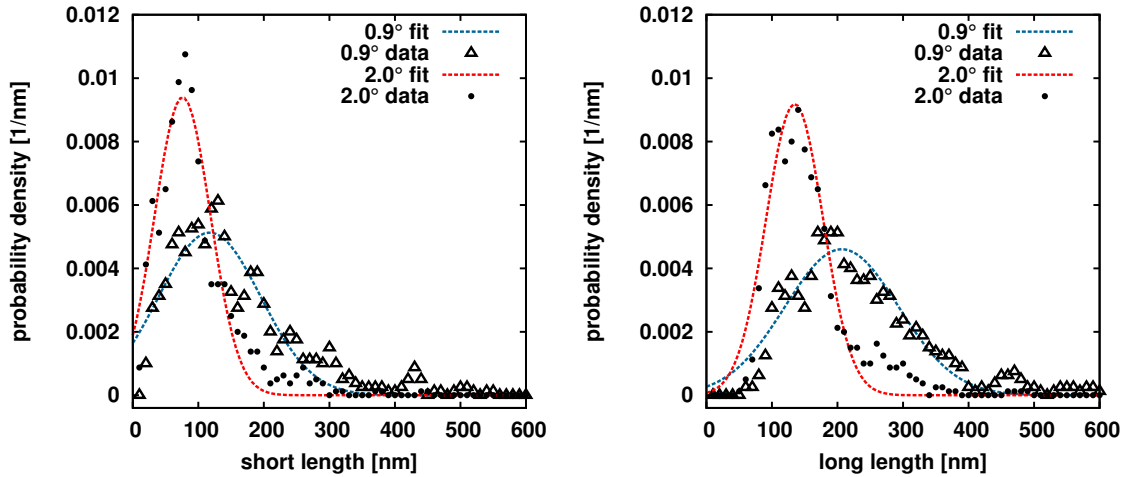 0.012
0.01
0.008
0.006
0.004
0.002
0
0 100 200 300 400 500 600
probability density [1/nm]
short length [nm]
0.9° fit
0.9° data
2.0° fit
2.0° data
0.012
0.01
0.008
0.006
0.004
0.002
0
0 100 200 300 400 500 600
probability density [1/nm]
long length [nm]
0.9° fit
0.9° data
2.0° fit
2.0° data